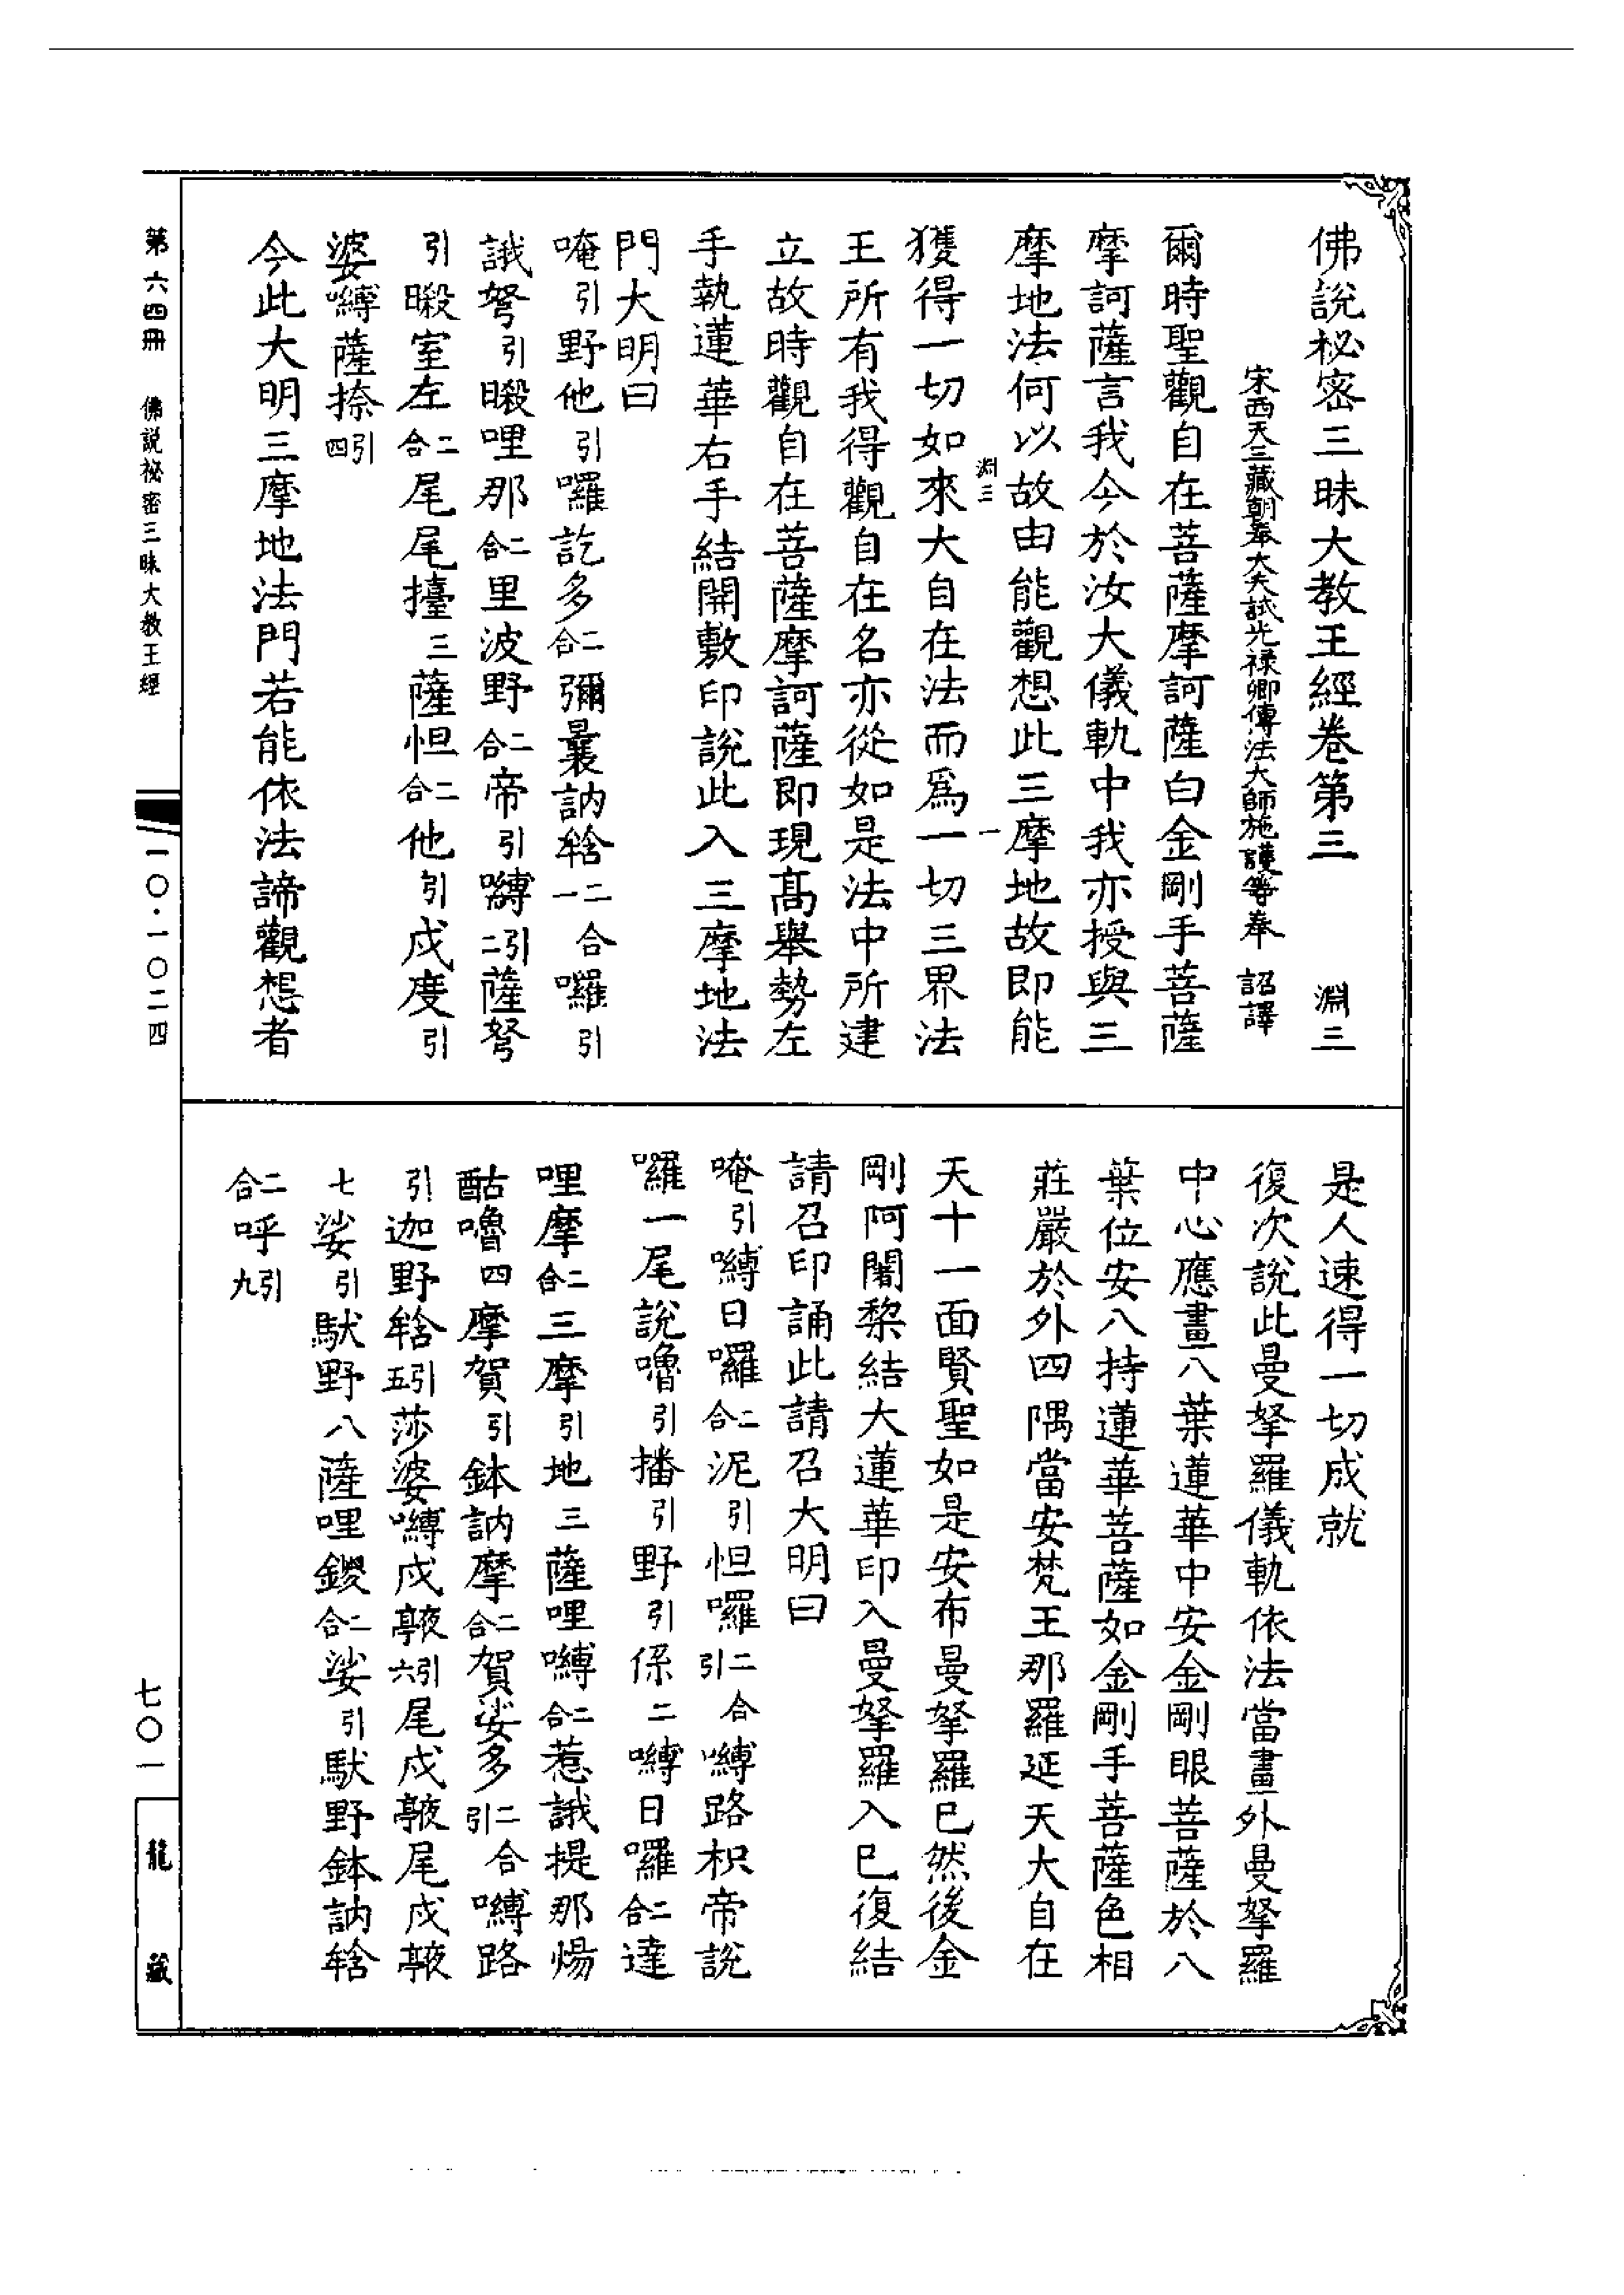 佛說秘密三昧大教王經卷第三 淵三
宋西天三藏朝奉大夫試光祿卿傳法大師施護等奉 詔譯
爾時聖觀自在菩薩摩訶薩白金剛手菩薩
摩訶薩言我今於汝大儀軌中我亦授與三
摩地法何以故由能觀想此三摩地故即能
淵三 一
獲得一切如來大自在法而為一切三界法
王所有我得觀自在名亦從如是法中所建
立故時觀自在菩薩摩訶薩即現高舉勢左
手執蓮華右手結開敷印說此入三摩地法
門大明曰
唵引野他引囉訖多二合彌曩訥䩭二合一囉引
誐弩引㗚哩那二合里波野二合帝引嚩引二薩弩
引㗚室左二合尾尾擡三薩怛二合他引戍度引
婆嚩薩捺引四
今此大明三摩地法門若能依法諦觀想者
是人速得一切成就
復次說此曼拏羅儀軌依法當畫外曼拏羅
中心應畫八葉蓮華中安金剛眼菩薩於八
葉位安八持蓮華菩薩如金剛手菩薩色相
莊嚴於外四隅當安梵王那羅延天大自在
天十一面賢聖如是安布曼拏羅已然後金
剛阿闍黎結大蓮華印入曼拏羅入已復結
請召印誦此請召大明曰
唵引嚩日囉二合泥引怛囉二合引嚩路枳帝說
囉一尾說嚕引播引野引係二嚩日囉二合達
哩摩二合三摩引地三薩哩嚩二合惹誐提那煬
酤嚕四摩賀引鉢訥摩二合賀娑多二合引嚩路
引迦野䩭引五莎婆嚩戍䩕引六尾戍䩕尾戍䩕
七娑引馱野八薩哩鍐二合娑引馱野鉢訥䩭
二合呼引九
第六四冊 佛説祕密三昧大教王經
一〇·一〇二四
七〇一
龍藏